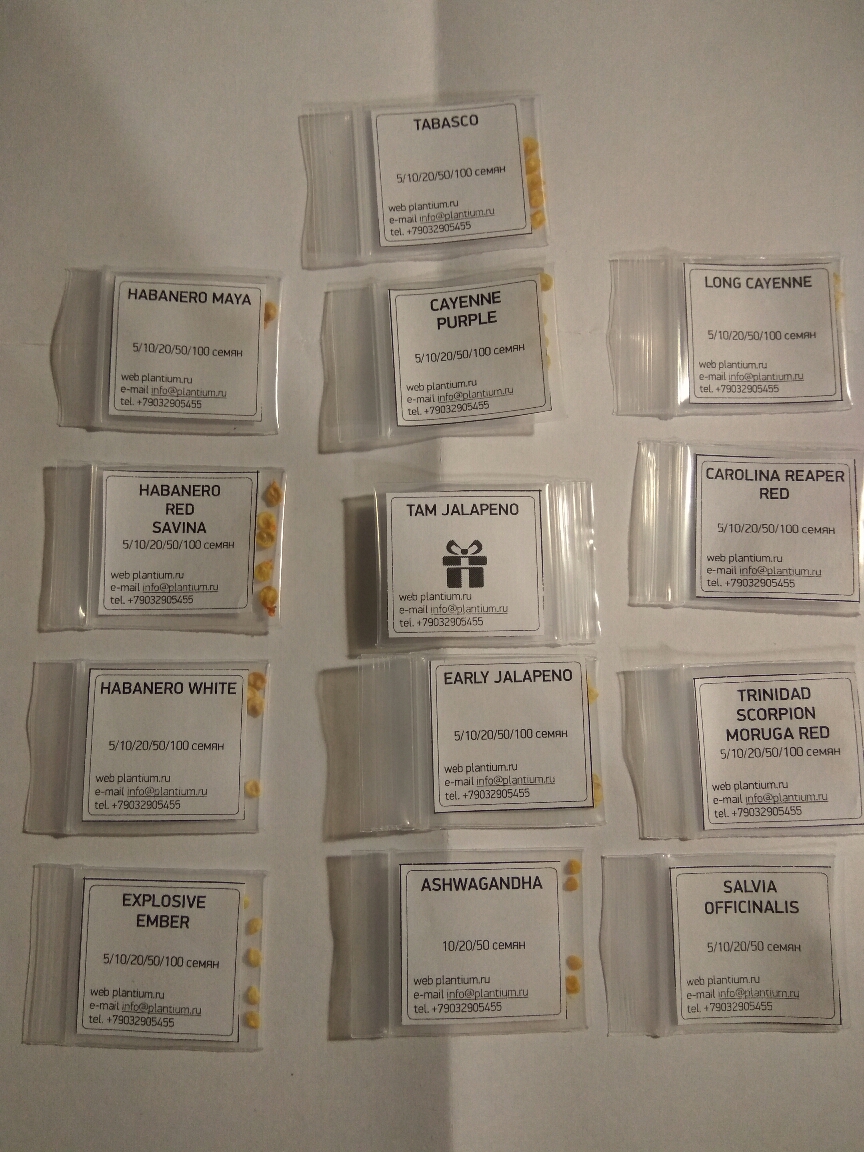 TABASCO
5/10/20/50/100 семян
web plantium.ru
e-mail info@plantium.ru
tel. +79032905455
HABANERO MAYA
5/10/20/50/100 семян
web plantium.ru
e-mail info@plantium.ru
tel. +79032905455
CAYENNE
PURPLE
5/10/20/50/100 семян
web plantium.ru
e-mail info@plantium.ru
tel. +79032905455
LONG CAYENNE
5/10/20/50/100 семян
web plantium.ru
e-mail info@plantium.ru
tel. +79032905455
HABANERO
RED
SAVINA
5/10/20/50/100 семян
web plantium.ru
e-mail info@plantium.ru
tel. +79032905455
TAM JALAPENO
web plantium.ru
e-mail info@plantium.ru
tel. +79032905455
CAROLINA REAPER
RED
5/10/20/50/100 семян
web plantium.ru
e-mail info@plantium.ru
tel. +79032905455
HABANERO WHITE
5/10/20/50/100 семян
web plantium.ru
e-mail info@plantium.ru
tel. +79032905455
EARLY JALAPENO
5/10/20/50/100 семян
web plantium.ru
e-mail info@plantium.ru
tel. +79032905455
TRINIDAD
SCORPION
MORUGA RED
5/10/20/50/100 семян
web plantium.ru
e-mail info@plantium.ru
tel. +79032905455
EXPLOSIVE
EMBER
5/10/20/50/100 семян
web plantium.ru
e-mail info@plantium.ru
tel. +79032905455
ASHWAGANDHA
10/20/50 семян
web plantium.ru
e-mail info@plantium.ru
tel. +79032905455
SALVIA
OFFICINALIS
5/10/20/50 семян
web plantium.ru
e-mail info@plantium.ru
tel. +79032905455